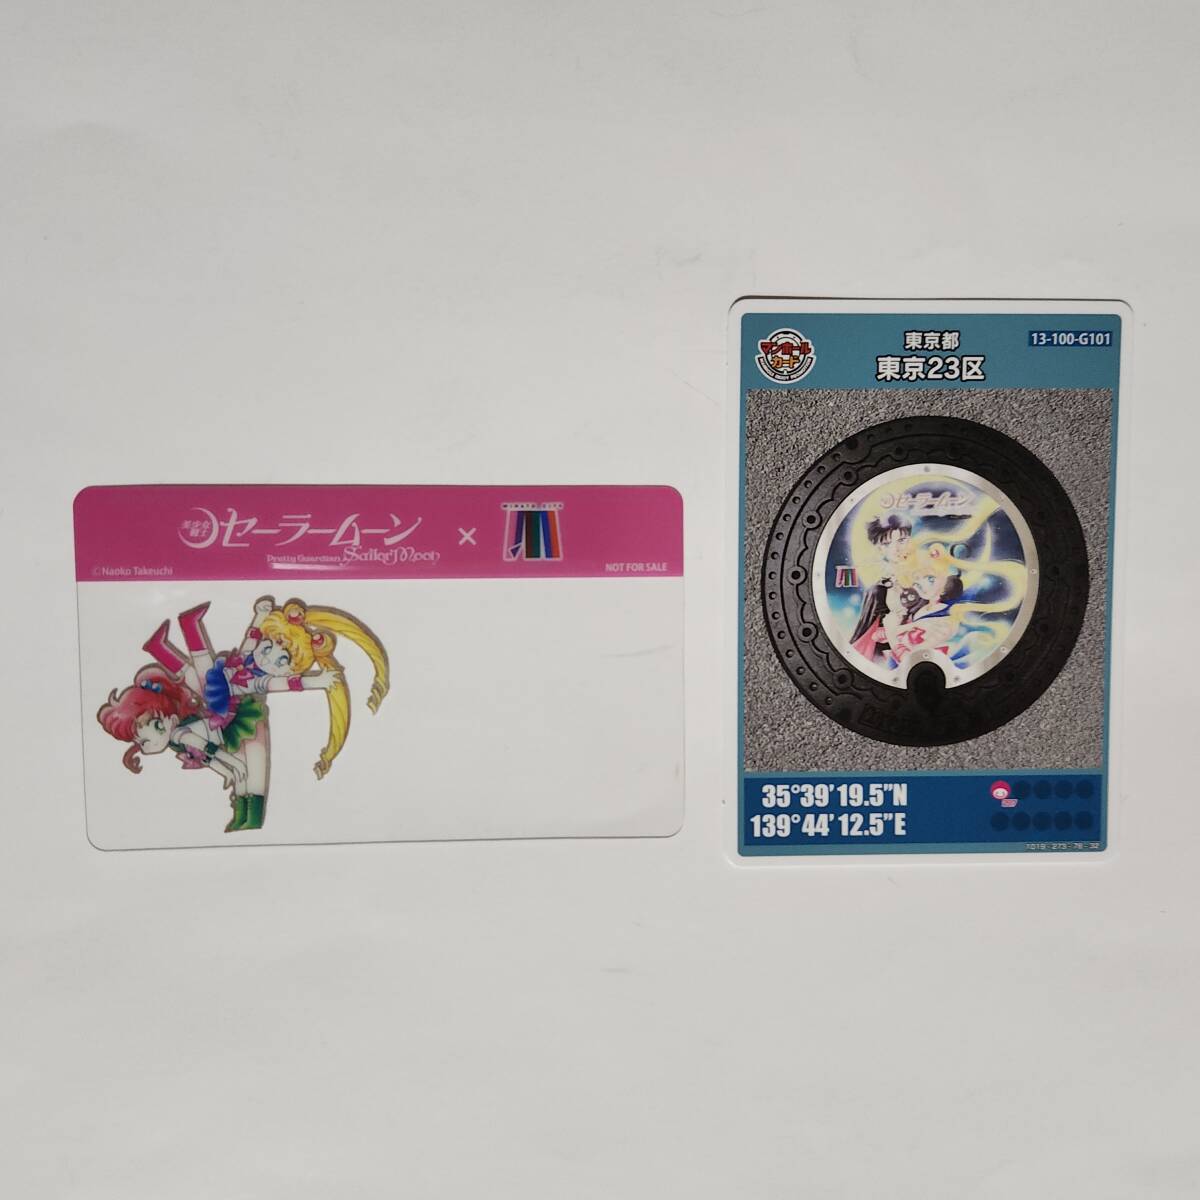 美少女
戦士
セーラームーン
Pretty Guardian Sailor Moon
×
MINATO CITY
©Naoko Takeuchi
NOT FOR SALE
マンホール
カード
東京都
東京23区
13-100-G101
セーラームーン
35°39'19.5"N
139°44'12.5"E